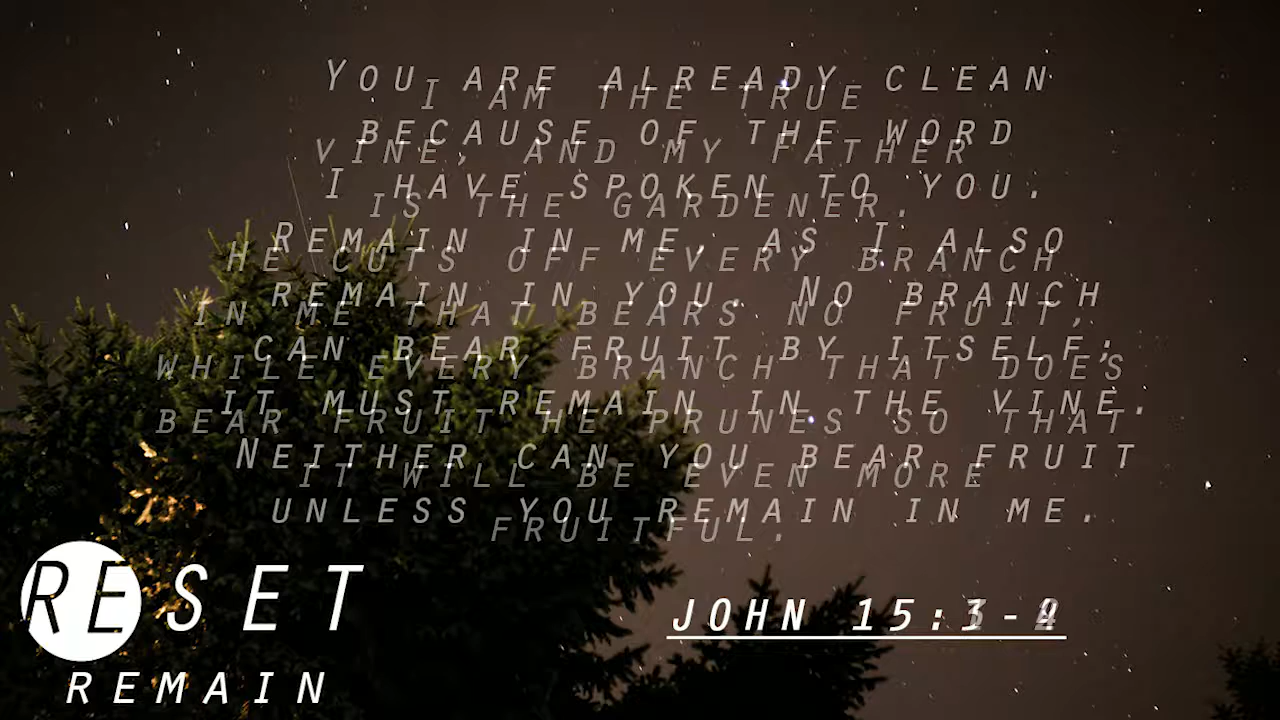 You are already clean
because of the word
I have spoken to you.
Remain in me, as I also
remain in you. No branch
can bear fruit by itself;
it must remain in the vine.
Neither can you bear fruit
unless you remain in me.
I am the true
vine, and my Father
is the gardener.
He cuts off every branch
in me that bears no fruit,
while every branch that does
bear fruit he prunes so that
it will be even more
fruitful.
RESET
REMAIN
JOHN 15: